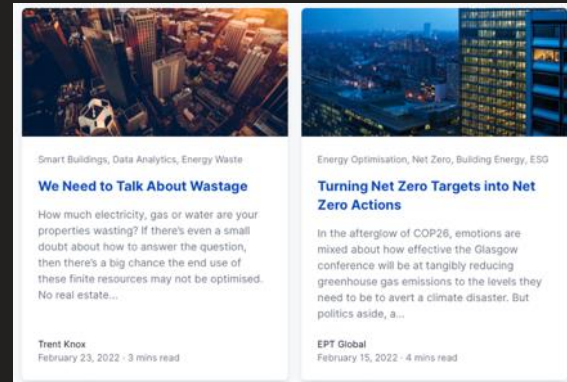 Smart Buildings, Data Analytics, Energy Waste
We Need to Talk About Wastage
How much electricity, gas or water are your
properties wasting? If there's even a small
doubt about how to answer the question,
then there's a big chance the end use of
these finite resources may not be optimised.
No real estate...
Trent Knox
February 23, 2022 · 3 mins read
Energy Optimisation, Net Zero, Building Energy, ESG
Turning Net Zero Targets into Net
Zero Actions
In the afterglow of COP26, emotions are
mixed about how effective the Glasgow
conference will be at tangibly reducing
greenhouse gas emissions to the levels they
need to be to avert a climate disaster. But
politics aside, a...
EPT Global
February 15, 2022 · 4 mins read